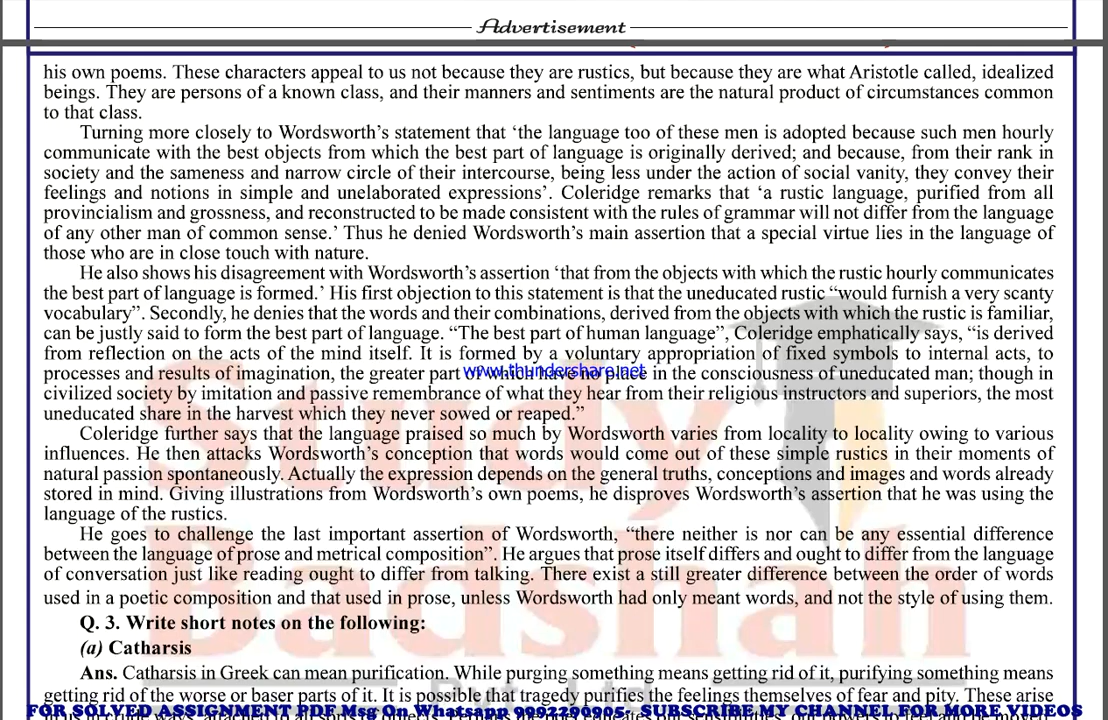 Advertisement
his own poems. These characters appeal to us not because they are rustics, but because they are what Aristotle called, idealized
beings. They are persons of a known class, and their manners and sentiments are the natural product of circumstances common
to that class.
Turning more closely to Wordsworth's statement that ‘the language too of these men is adopted because such men hourly
communicate with the best objects from which the best part of language is originally derived; and because, from their rank in
society and the sameness and narrow circle of their intercourse, being less under the action of social vanity, they convey their
feelings and notions in simple and unelaborated expressions’. Coleridge remarks that ‘a rustic language, purified from all
provincialism and grossness, and reconstructed to be made consistent with the rules of grammar will not differ from the language
of any other man of common sense.’ Thus he denied Wordsworth's main assertion that a special virtue lies in the language of
those who are in close touch with nature.
He also shows his disagreement with Wordsworth's assertion ‘that from the objects with which the rustic hourly communicates
the best part of language is formed.’ His first objection to this statement is that the uneducated rustic “would furnish a very scanty
vocabulary”. Secondly, he denies that the words and their combinations, derived from the objects with which the rustic is familiar,
can be justly said to form the best part of language. “The best part of human language”, Coleridge emphatically says, “is derived
from reflection on the acts of the mind itself. It is formed by a voluntary appropriation of fixed symbols to internal acts, to
processes and results of imagination, the greater part of which have no place in the consciousness of uneducated man; though in
www.thundershare.net
civilized society by imitation and passive rememrance of what they hear from their religious instructors and superiors, the most
uneducated share in the harvest which they never sowed or reaped.”
Coleridge further says that the language praised so much by Wordsworth varies from locality to locality owing to various
influences. He then attacks Wordsworth's conception that words would come out of these simple rustics in their moments of
natural passion spontaneously. Actually the expression depends on the general truths, conceptions and images and words already
stored in mind. Giving illustrations from Wordsworth's own poems, he disproves Wordsworth's assertion that he was using the
language of the rustics.
He goes to challenge the last important assertion of Wordsworth, “there neither is nor can be any essential difference
between the language of prose and metrical composition”. He argues that prose itself differs and ought to differ from the language
of conversation just like reading ought to differ from talking. There exist a still greater difference between the order of words
used in a poetic composition and that used in prose, unless Wordsworth had only meant words, and not the style of using them.
Study
Badshah
Q. 3. Write short notes on the following:
(a) Catharsis
Ans. Catharsis in Greek can mean purification. While purging something means getting rid of it, purifying something means
getting rid of the worse or baser parts of it. It is possible that tragedy purifies the feelings themselves of fear and pity. These arise
FOR SOLVED ASSIGNMENT PDF Msg On Whatsapp 9992290905- SUBSCRIBE MY CHANNEL FOR MORE VIDEOS